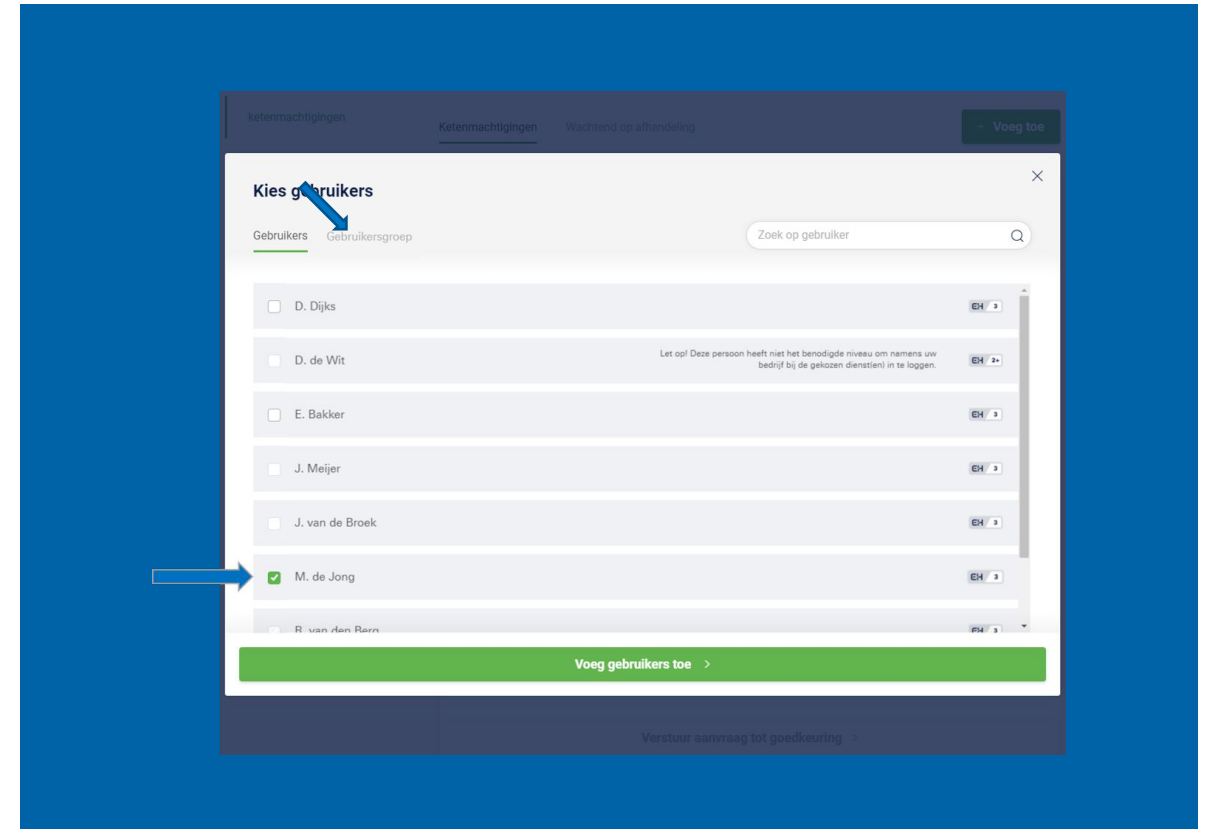 ketenmachtigingen
Ketenmachtigingen Wachtend op afhandeling + Voeg toe
Kies gebruikers
Gebruikers Gebruikersgroep Zoek op gebruiker
D. Dijks EH 3
D. de Wit Let op! Deze persoon heeft niet het benodigde niveau om namens uw
bedrijf bij de gekozen dienst(en) in te loggen. EH 2+
E. Bakker EH 3
J. Meijer EH 3
J. van de Broek EH 3
M. de Jong EH 3
R. van den Berg EH 3
Voeg gebruikers toe >
Verstuur aanvraag tot goedkeuring >